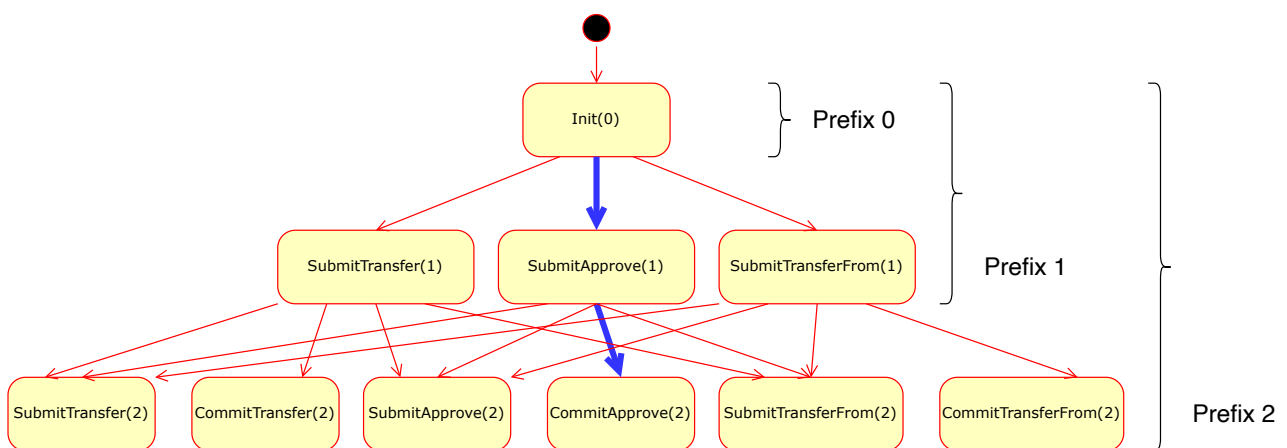 Init(0)
Prefix 0
SubmitTransfer(1)
SubmitApprove(1)
SubmitTransferFrom(1)
Prefix 1
SubmitTransfer(2)
CommitTransfer(2)
SubmitApprove(2)
CommitApprove(2)
SubmitTransferFrom(2)
CommitTransferFrom(2)
Prefix 2